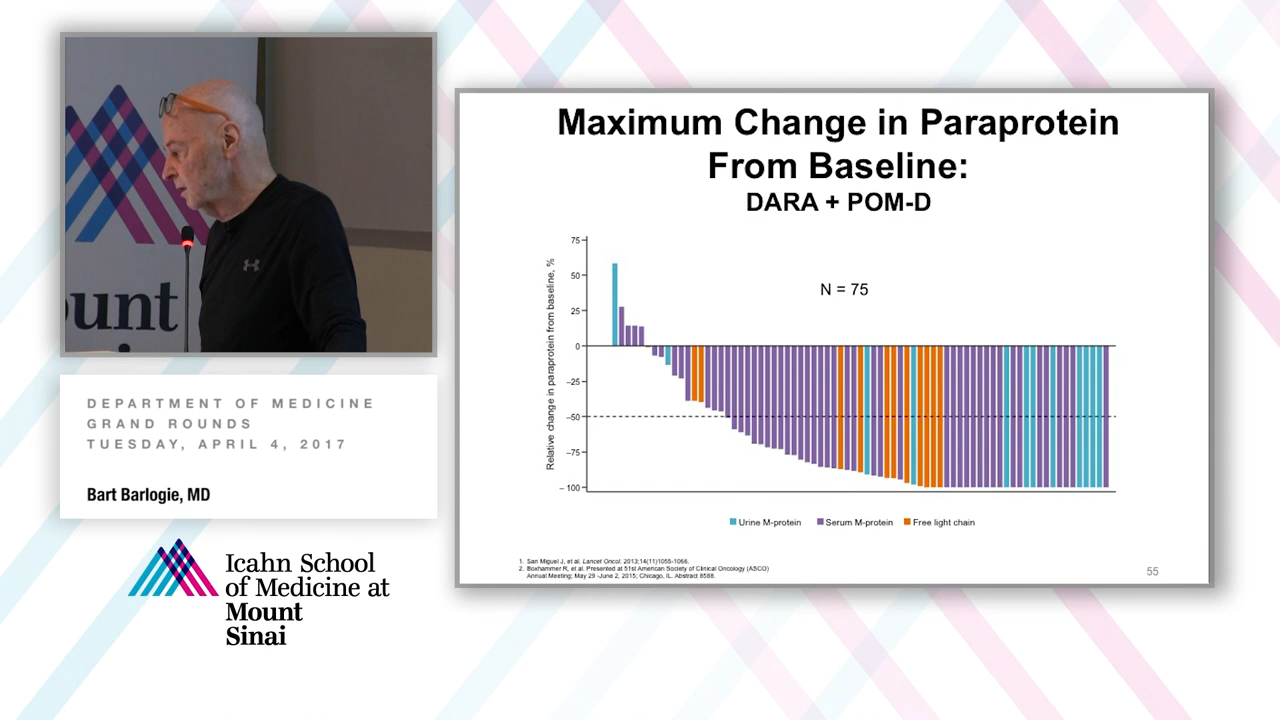 ount
DEPARTMENT OF MEDICINE
GRAND ROUNDS
TUESDAY, APRIL 4, 2017
Bart Barlogie, MD
Icahn School
of Medicine at
Mount
Sinai
Maximum Change in Paraprotein
From Baseline:
DARA + POM-D
Relative change in paraprotein from baseline, %
75
50
25
0
–25
–50
–75
– 100
N = 75
Urine M-protein Serum M-protein Free light chain
1. San Miguel J, et al. Lancet Oncol. 2013;14(11)1055-1066.
2. Boxhammer R, et al. Presented at 51st American Society of Clinical Oncology (ASCO)
Annual Meeting; May 29 -June 2, 2015; Chicago, IL. Abstract 8588.
55